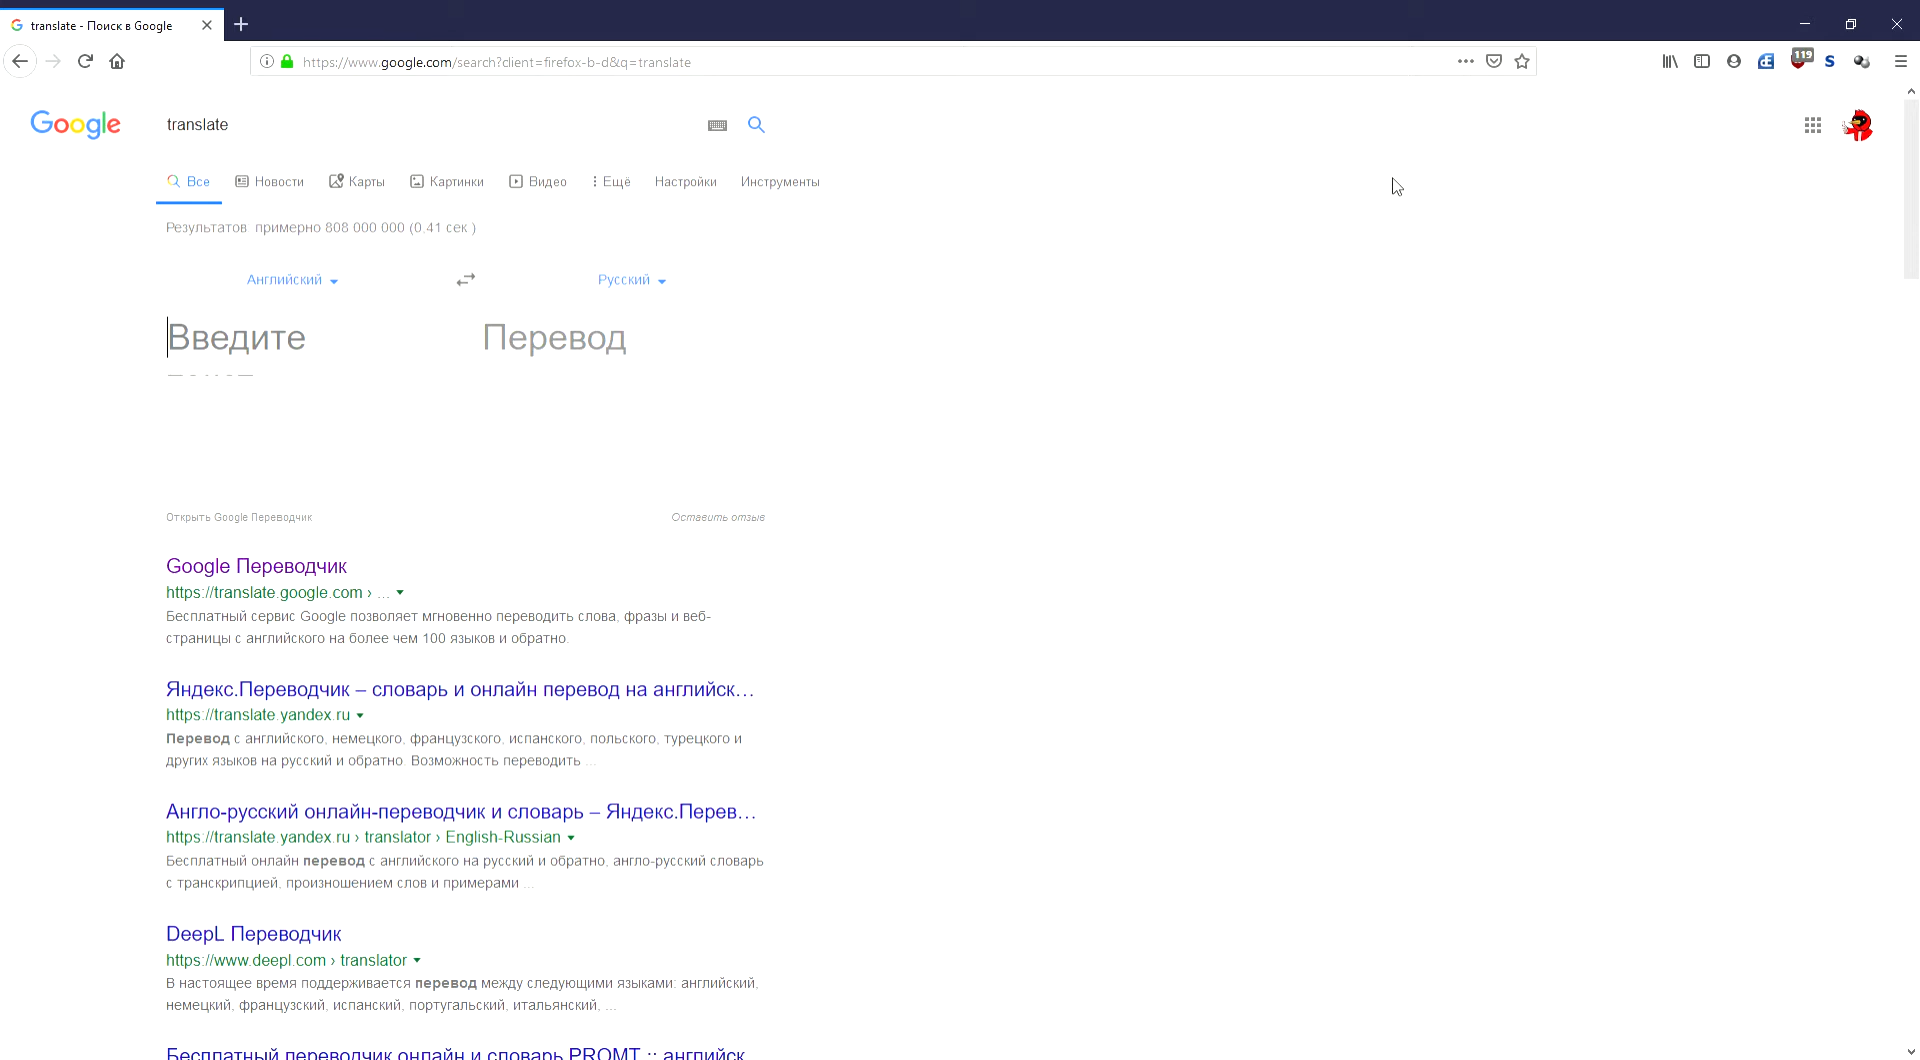 translate - Поиск в Google
https://www.google.com/search?client=firefox-b-d&q=translate
119
S
Google
translate
Все
Новости
Карты
Картинки
Видео
Ещё
Настройки
Инструменты
Результатов: примерно 808 000 000 (0,41 сек.)
Английский
Русский
Введите
Перевод
Открыть Google Переводчик
Оставить отзыв
Google Переводчик
https://translate.google.com › ...
Бесплатный сервис Google позволяет мгновенно переводить слова, фразы и веб-
страницы с английского на более чем 100 языков и обратно.
Яндекс.Переводчик – словарь и онлайн перевод на английск...
https://translate.yandex.ru
Перевод с английского, немецкого, французского, испанского, польского, турецкого и
других языков на русский и обратно. Возможность переводить ...
Англо-русский онлайн-переводчик и словарь – Яндекс.Перев...
https://translate.yandex.ru › translator › English-Russian
Бесплатный онлайн перевод с английского на русский и обратно, англо-русский словарь
с транскрипцией, произношением слов и примерами ...
DeepL Переводчик
https://www.deepl.com › translator
В настоящее время поддерживается перевод между следующими языками: английский,
немецкий, французский, испанский, португальский, итальянский, ...
Бесплатный переводчик онлайн и словарь PROMT :: английск